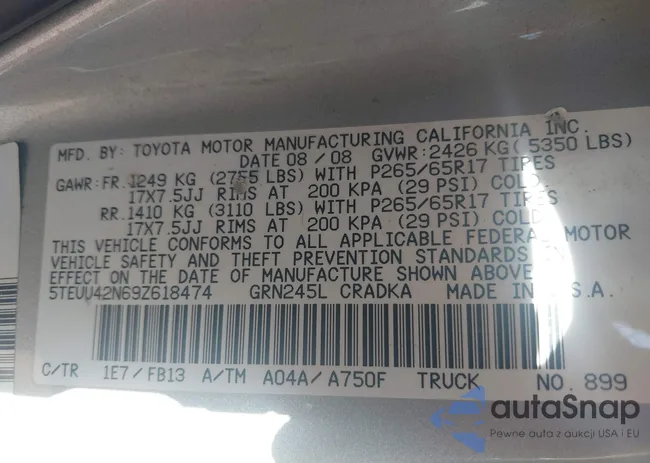 MFD. BY: TOYOTA MOTOR MANUFACTURING CALIFORNIA INC.
DATE 08/08 GVWR: 2426 KG (5350 LBS)
GAWR: FR. 1249 KG (2755 LBS) WITH P265/65R17 TIRES
17X7.5JJ RIMS AT 200 KPA (29 PSI) COLD
RR. 1410 KG (3110 LBS) WITH P265/65R17 TIRES
17X7.5JJ RIMS AT 200 KPA (29 PSI) COLD
THIS VEHICLE CONFORMS TO ALL APPLICABLE FEDERAL MOTOR
VEHICLE SAFETY AND THEFT PREVENTION STANDARDS
EFFECT ON THE DATE OF MANUFACTURE SHOWN ABOVE
5TEUU42N69Z618474 GRN245L CRADKA MADE IN U.S.A.
C/TR 1E7/FB13 A/TM A04A/A750F TRUCK NO. 899
autaSnap
Pewne auta z aukcji USA i EU